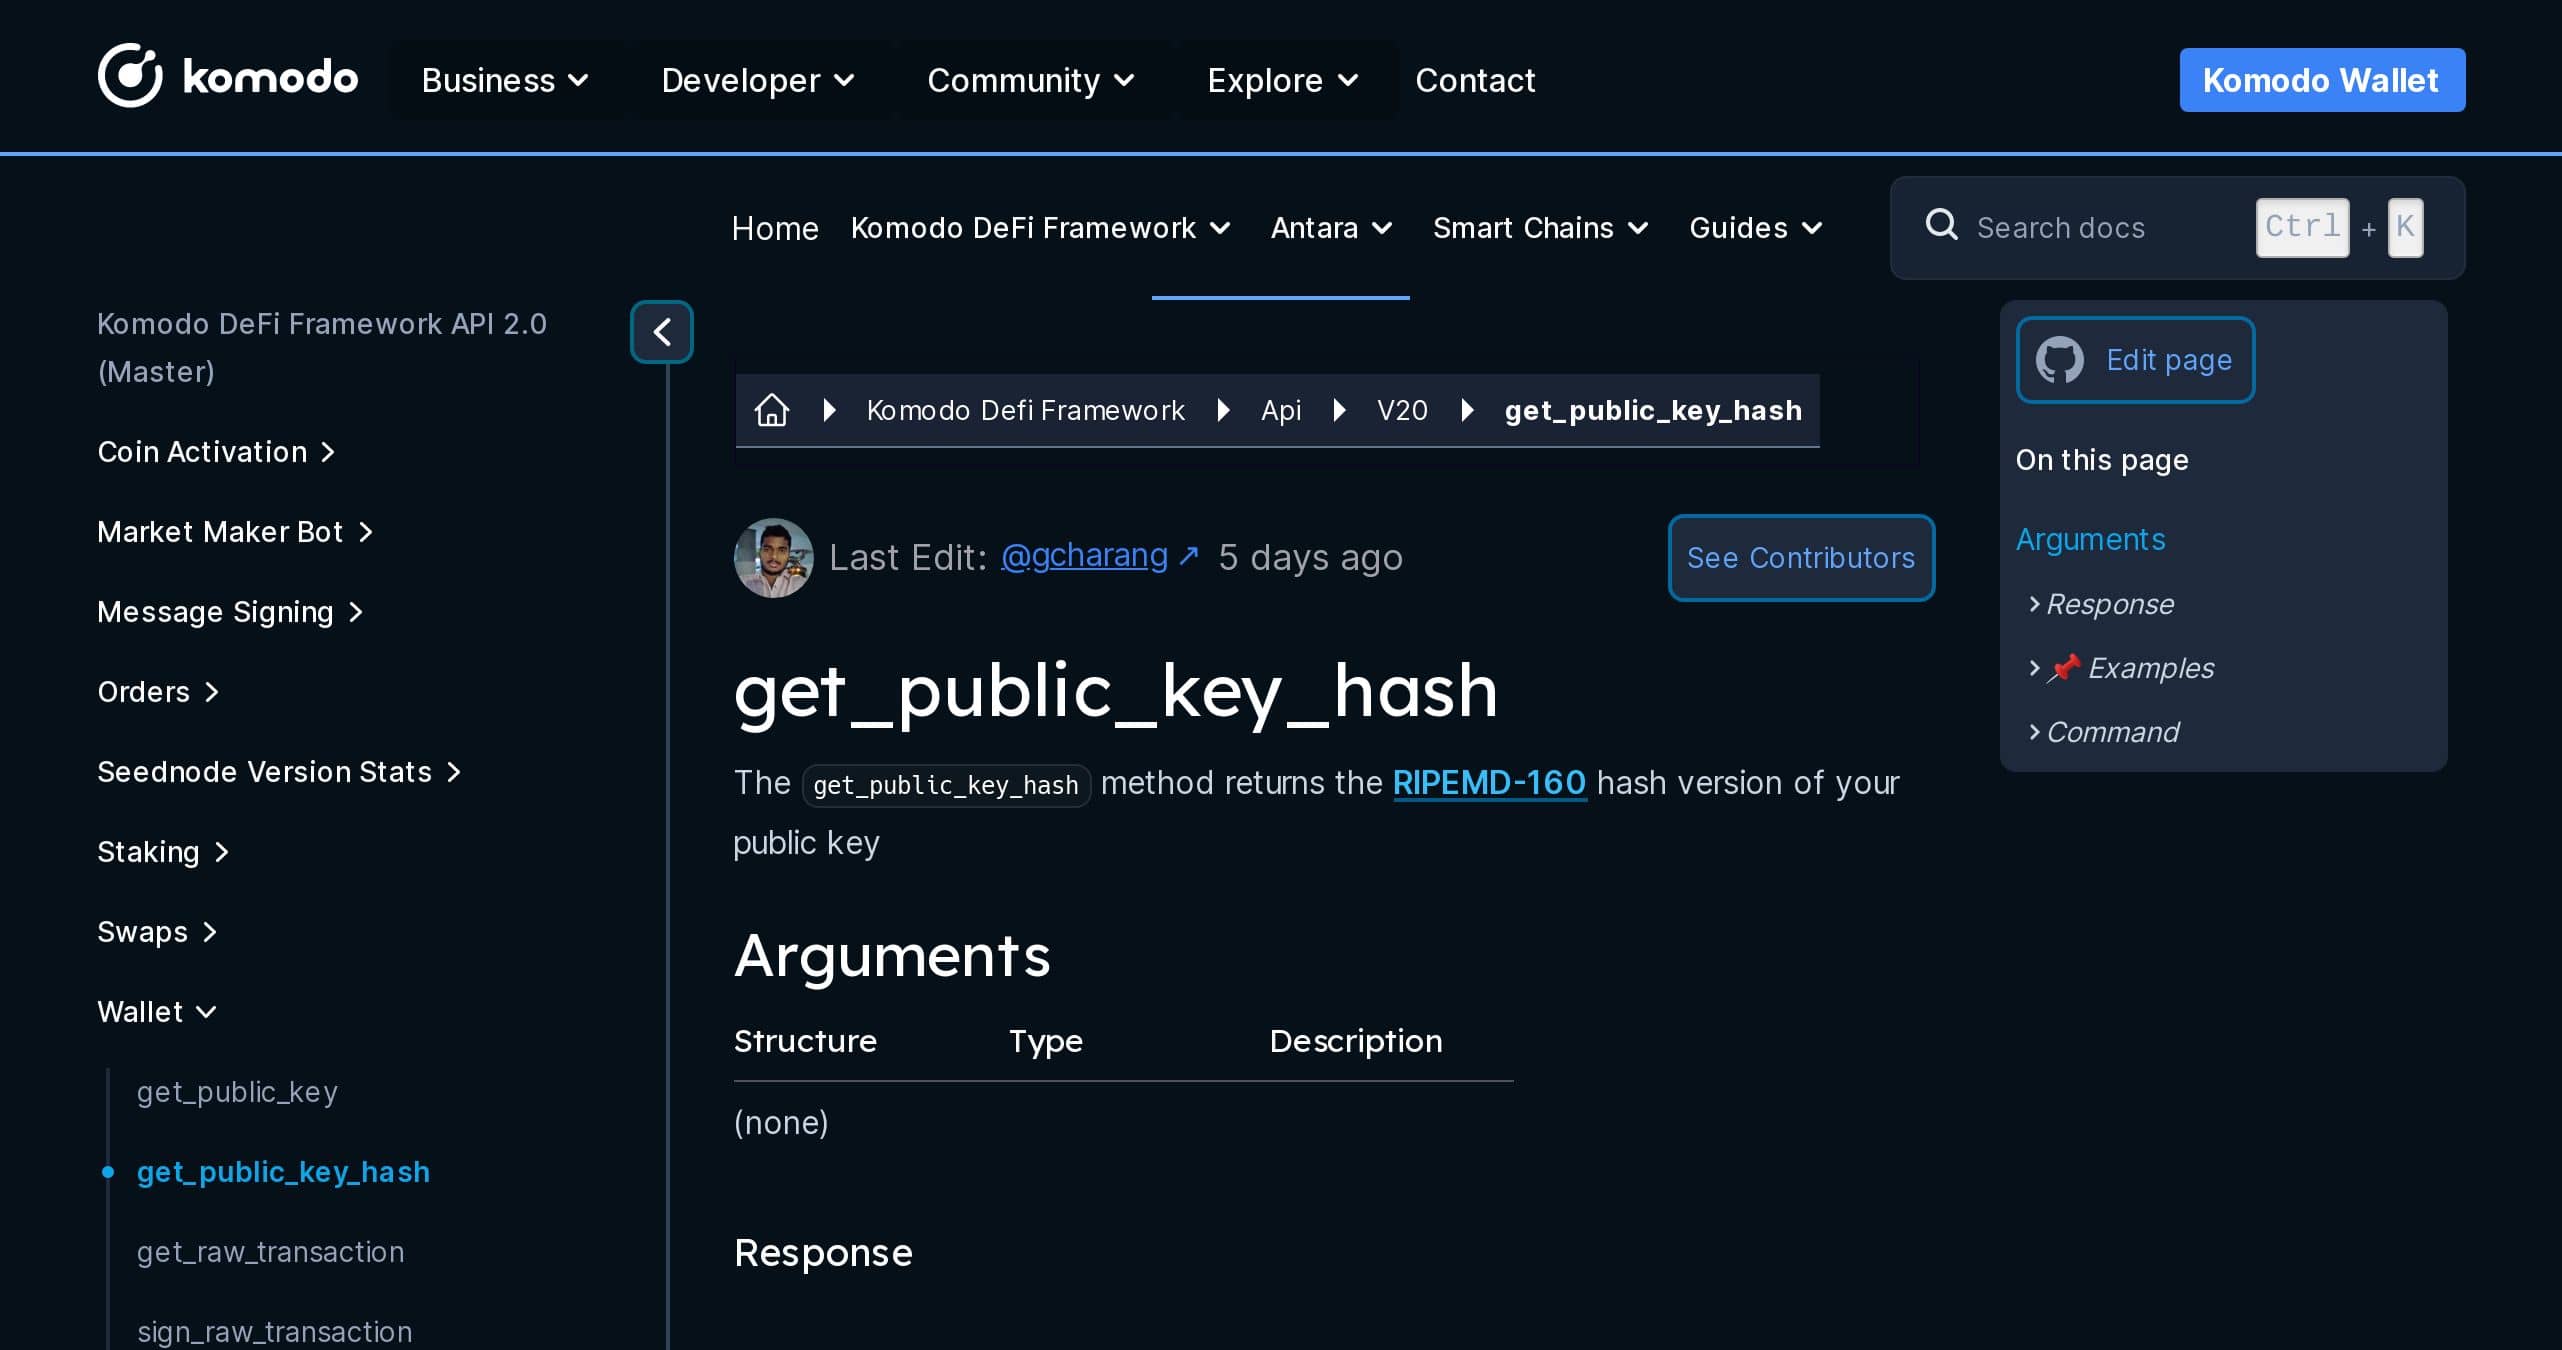 komodo
Business
Developer
Community
Explore
Contact
Komodo Wallet
Home
Komodo DeFi Framework
Antara
Smart Chains
Guides
Search docs
Ctrl + K
Komodo DeFi Framework API 2.0
(Master)
Coin Activation
Market Maker Bot
Message Signing
Orders
Seednode Version Stats
Staking
Swaps
Wallet
get_public_key
get_public_key_hash
get_raw_transaction
sign_raw_transaction
Komodo Defi Framework
Api
V20
get_public_key_hash
Last Edit: @gcharang ↗ 5 days ago
See Contributors
get_public_key_hash
The get_public_key_hash method returns the RIPEMD-160 hash version of your
public key
Arguments
Structure Type Description
(none)
Response
Edit page
On this page
Arguments
Response
📌 Examples
Command